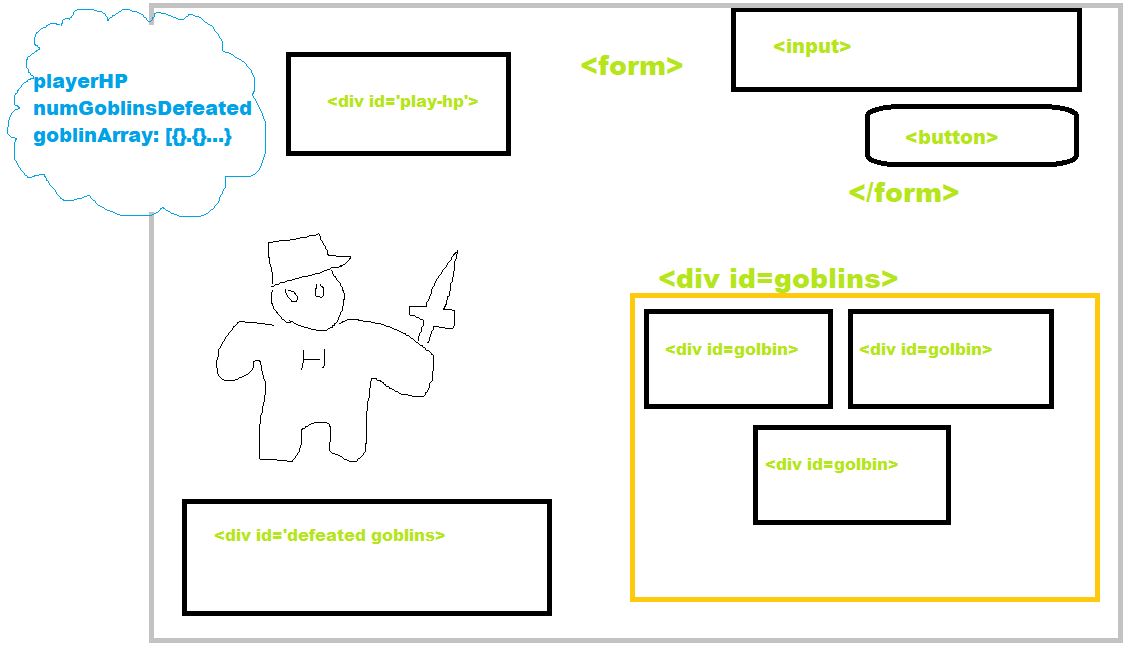 playerHP
numGoblinsDefeated
goblinArray: [{}.{}...}
<div id='play-hp'>
<form>
<input>
<button>
</form>
<div id=goblins>
<div id=golbin>
<div id=golbin>
<div id=golbin>
<div id='defeated goblins>